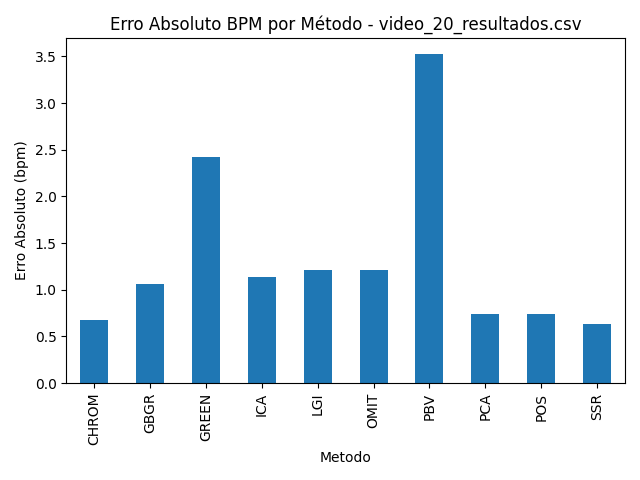 Erro Absoluto BPM por Método - video_20_resultados.csv
3.5
3.0
2.5
2.0
1.5
1.0
0.5
0.0
Erro Absoluto (bpm)
CHROM
GBGR
GREEN
ICA
LGI
OMIT
PBV
PCA
POS
SSR
Metodo